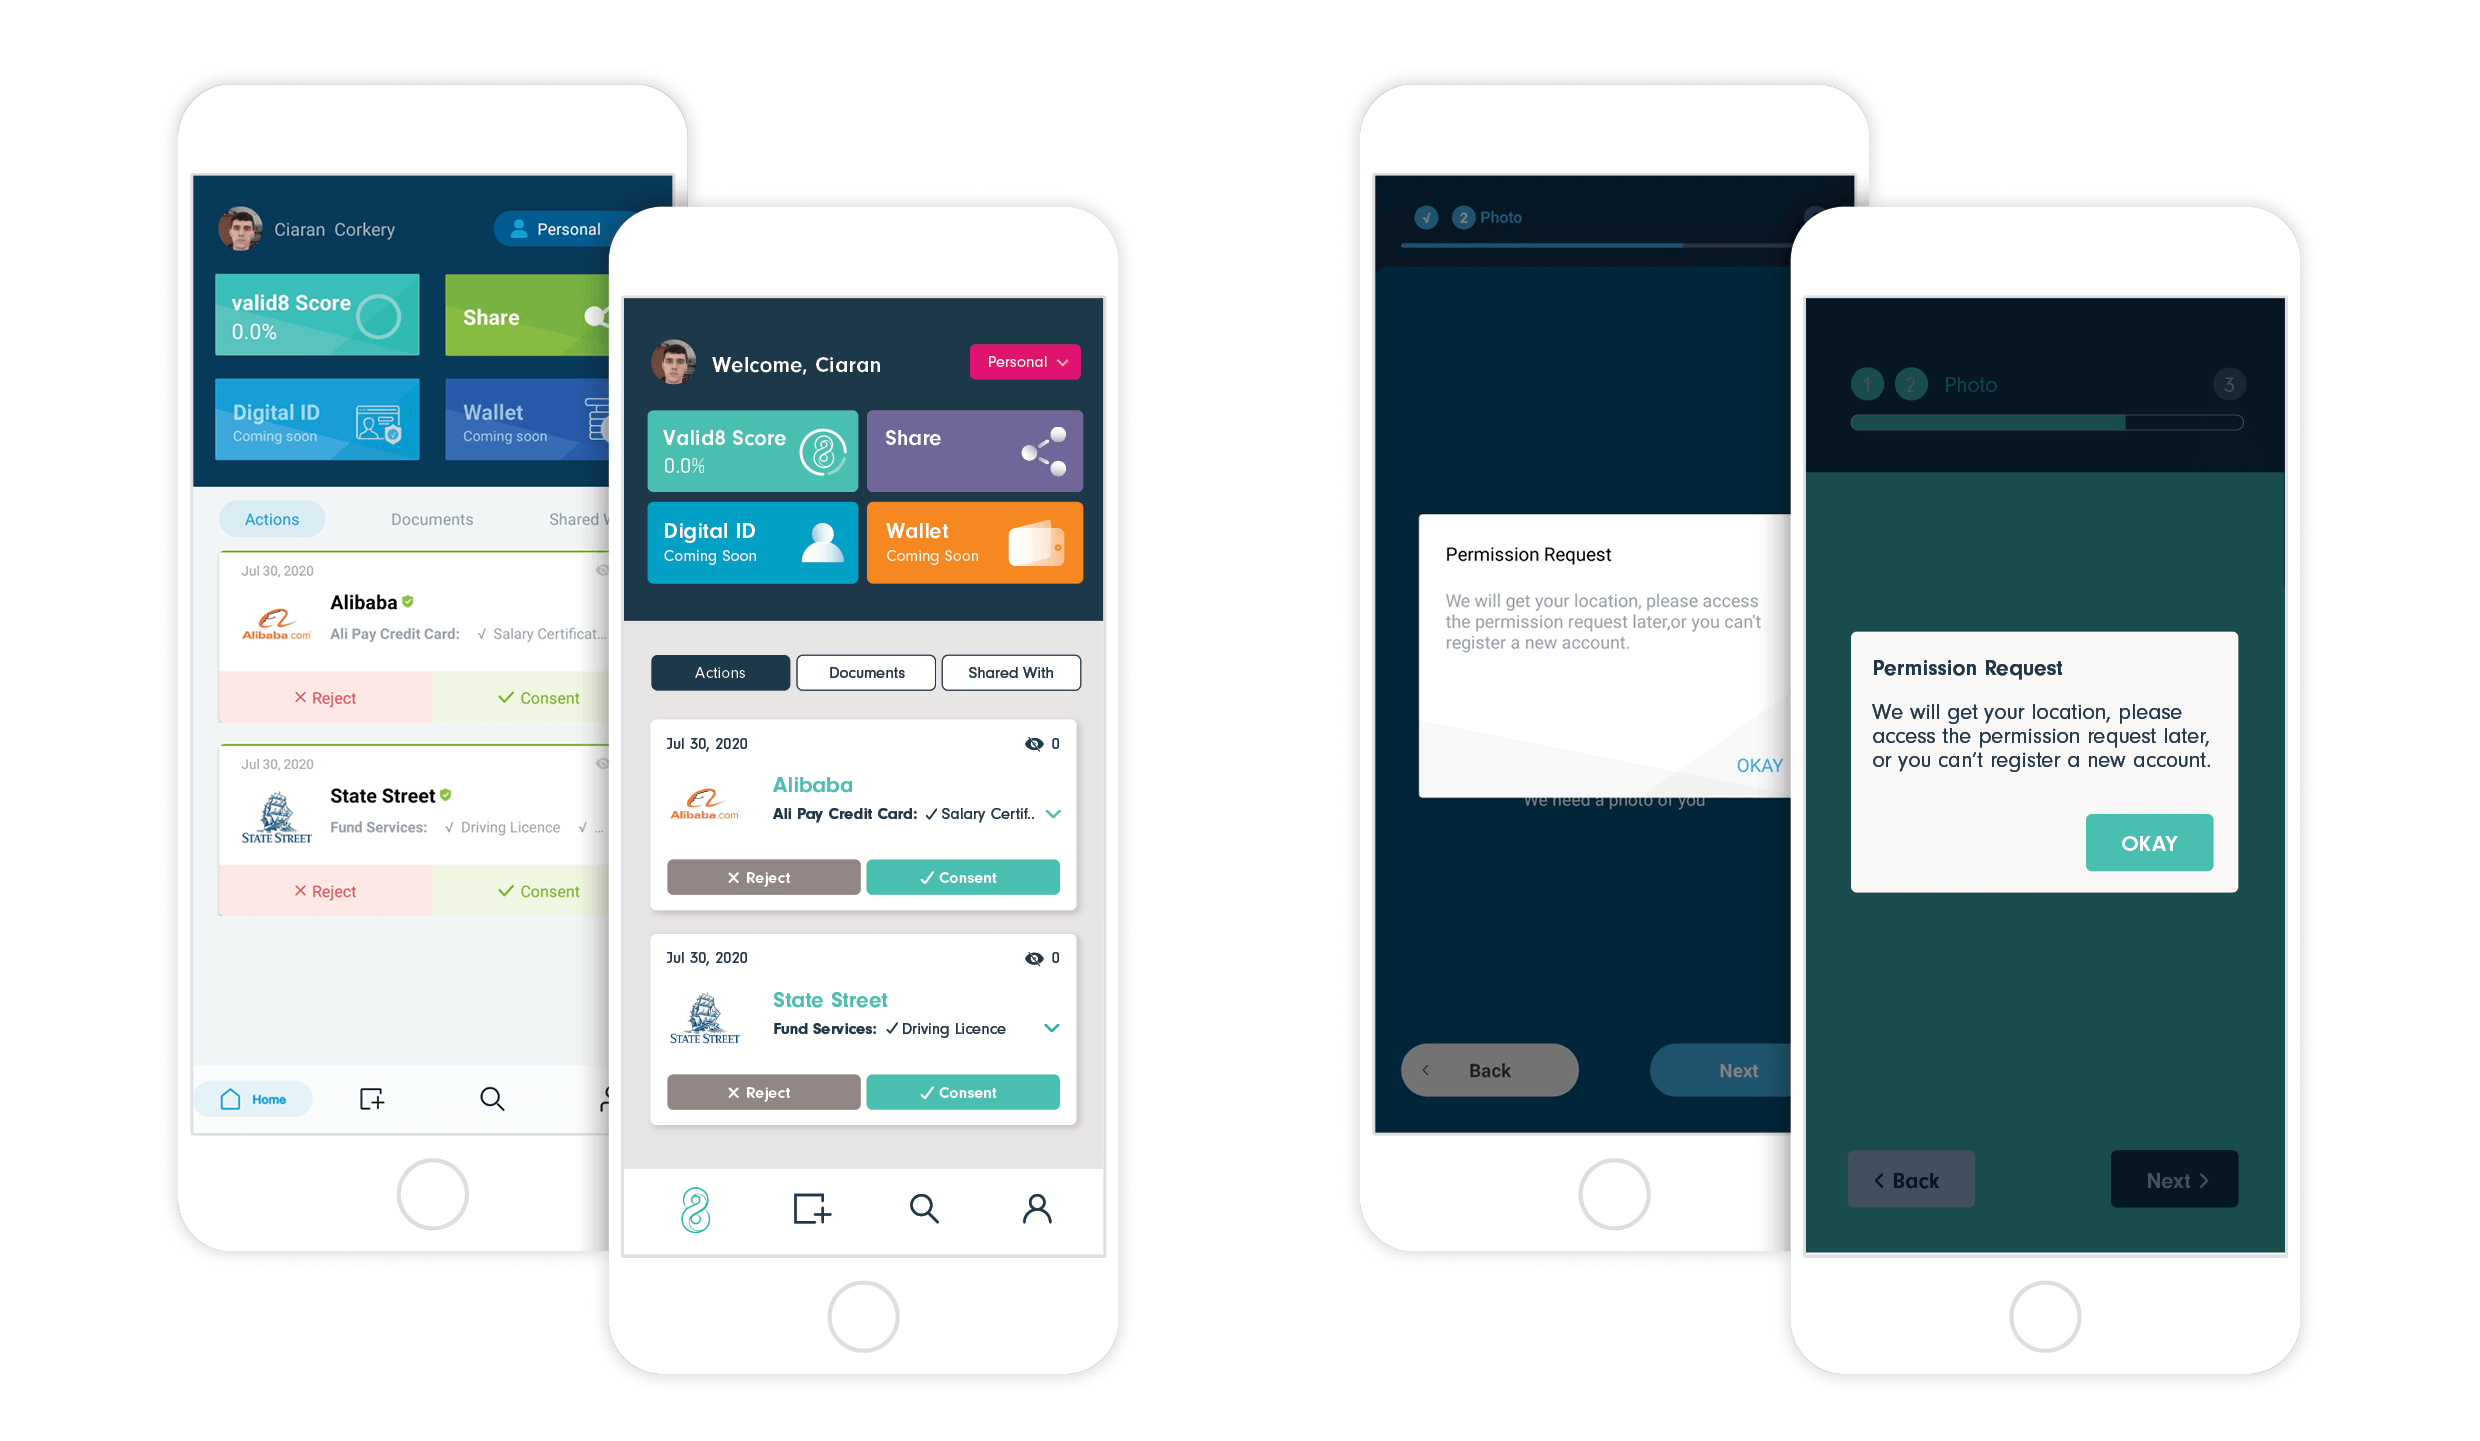 Ciaran Corkery
Personal
valid8 Score
0.0%
Share
Digital ID
Coming soon
Wallet
Coming soon
Actions
Documents
Shared
Jul 30, 2020
Alibaba
Alibaba.com
Ali Pay Credit Card: √ Salary Certificat...
Reject
Consent
Jul 30, 2020
State Street
STATE STREET
Fund Services: √ Driving Licence √ ...
Reject
Consent
Home
Welcome, Ciaran
Personal
Valid8 Score
0.0%
Share
Digital ID
Coming Soon
Wallet
Coming Soon
Actions
Documents
Shared With
Jul 30, 2020
0
Alibaba
Alibaba.com
Ali Pay Credit Card: ✓ Salary Certif..
Reject
Consent
Jul 30, 2020
0
State Street
STATE STREET
Fund Services: ✓ Driving Licence
Reject
Consent
√ 2 Photo
Permission Request
We will get your location, please access
the permission request later,or you can't
register a new account.
OKAY
We need a photo of you
Back
Next
1 2 Photo 3
Permission Request
We will get your location, please
access the permission request later,
or you can’t register a new account.
OKAY
Back
Next